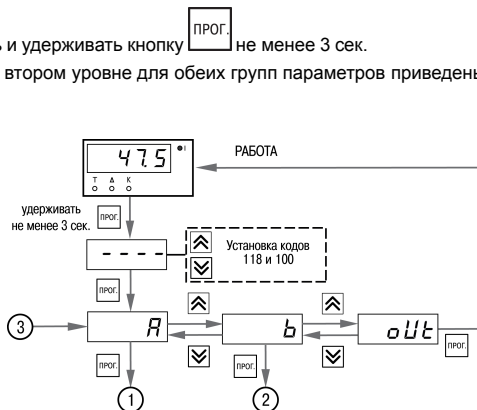 ПРОГ.
ь и удерживать кнопку не менее 3 сек.
втором уровне для обеих групп параметров приведены
47.5
РАБОТА
Т Δ К
удерживать
не менее 3 сек.
ПРОГ.
- - - -
Установка кодов
118 и 100
ПРОГ.
3
A
b
oUt
ПРОГ.
ПРОГ.
ПРОГ.
1
2